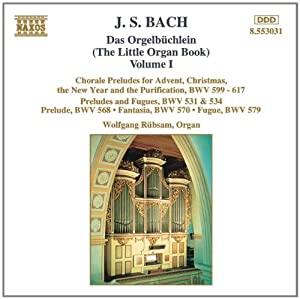 NAXOS
J. S. BACH
DDD
8.553031
Das Orgelbüchlein
(The Little Organ Book)
Volume I
Chorale Preludes for Advent, Christmas,
the New Year and the Purification, BWV 599 - 617
Preludes and Fugues, BWV 531 & 534
Prelude, BWV 568 • Fantasia, BWV 570 • Fugue, BWV 579
Wolfgang Rübsam, Organ